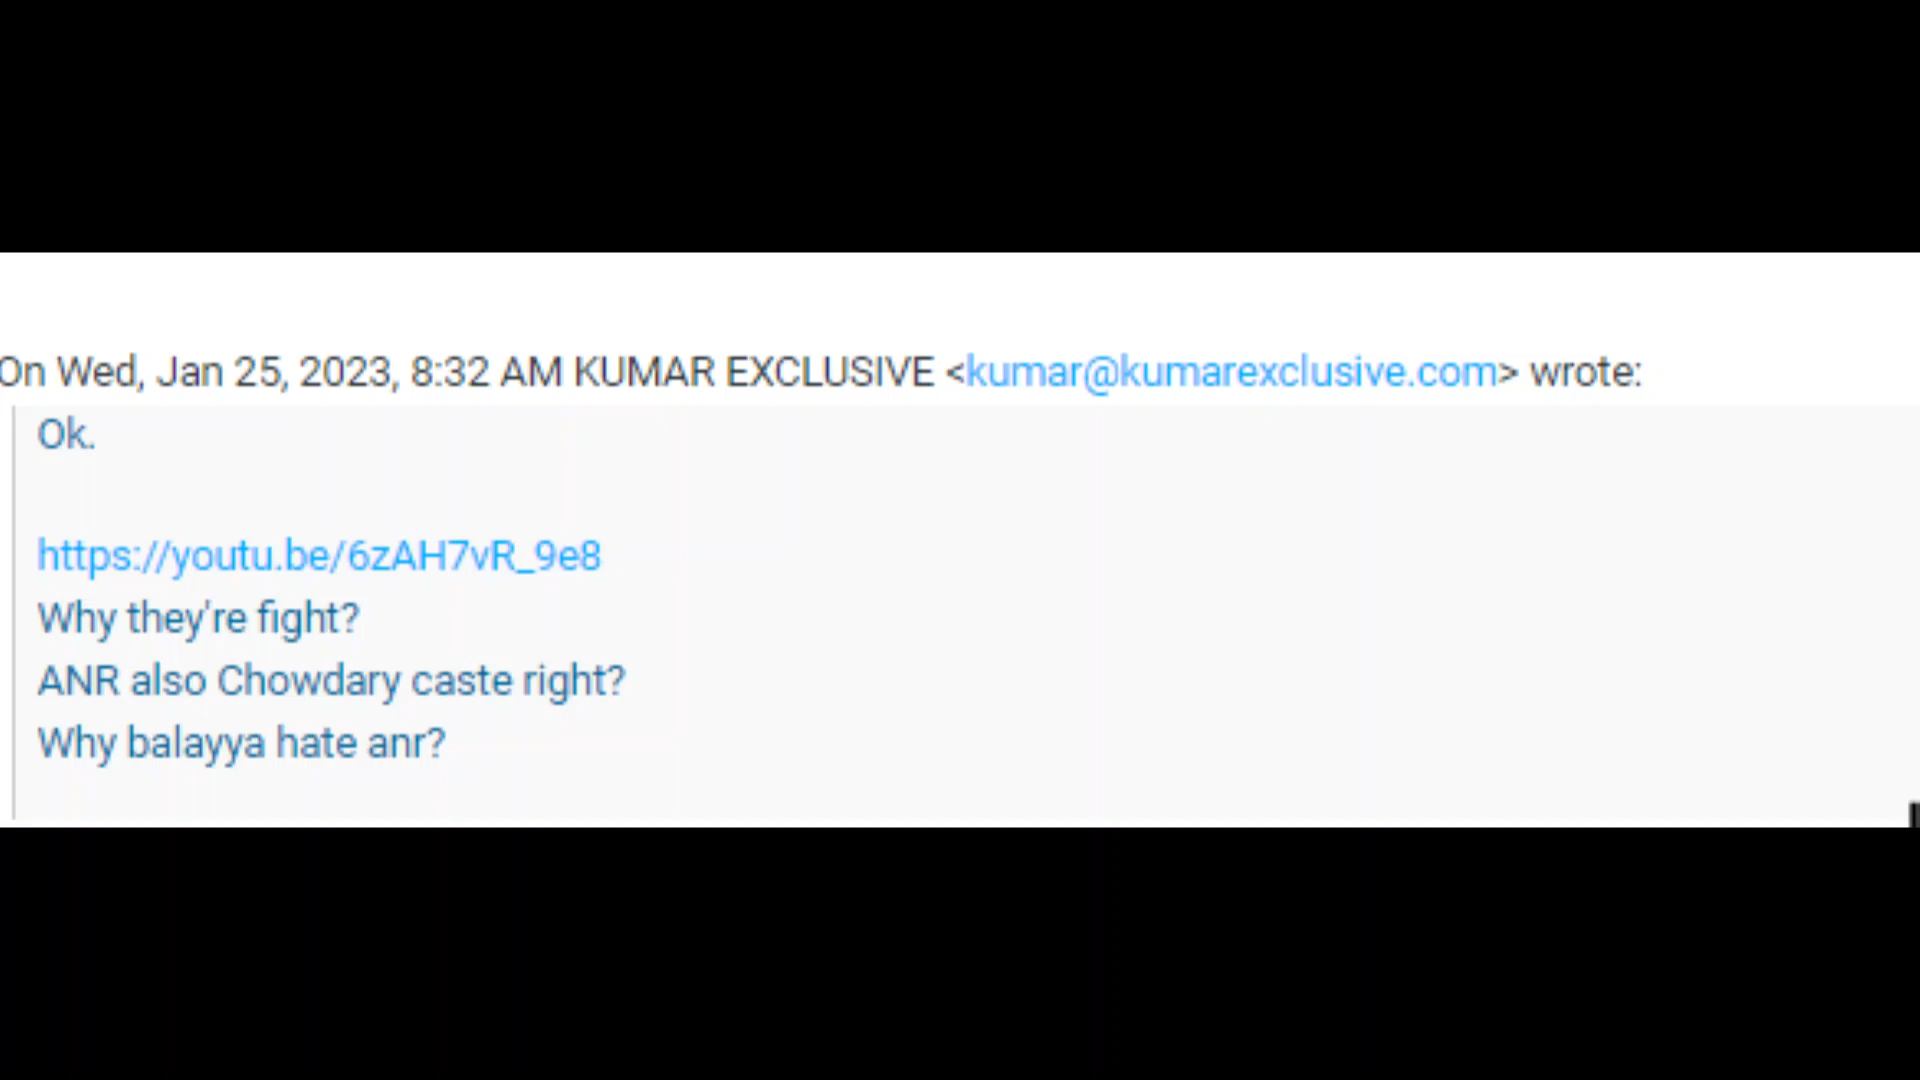 On Wed, Jan 25, 2023, 8:32 AM KUMAR EXCLUSIVE <kumar@kumarexclusive.com> wrote:
Ok.
https://youtu.be/6zAH7vR_9e8
Why they're fight?
ANR also Chowdary caste right?
Why balayya hate anr?